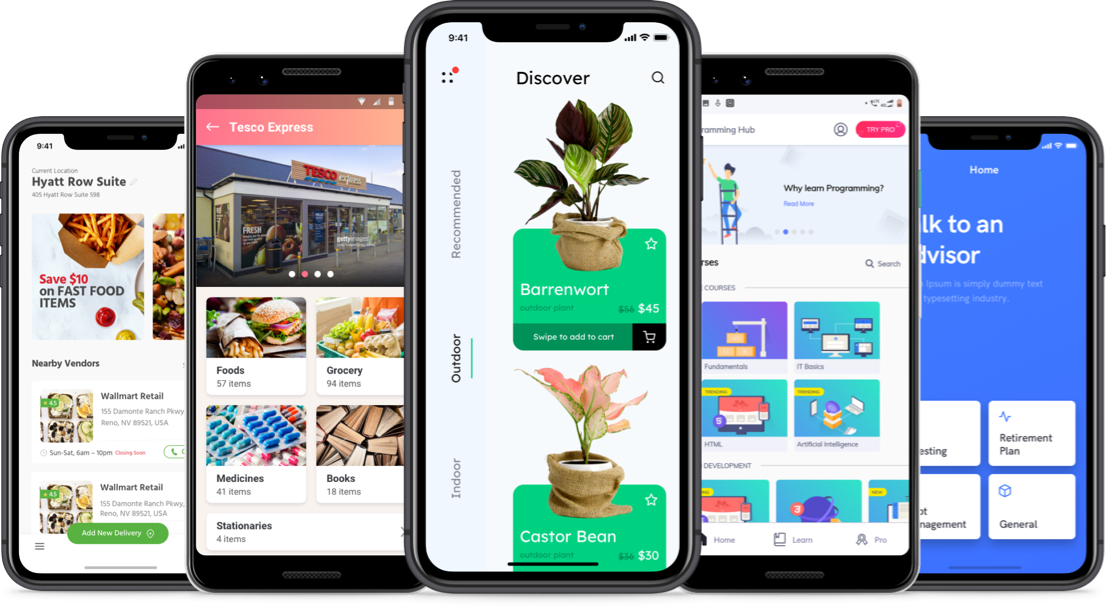 9:41
Current Location
Hyatt Row Suite
405 Hyatt Row Suite 598
Save $10
on FAST FOOD
ITEMS
Nearby Vendors
4.5
Wallmart Retail
155 Damonte Ranch Pkwy,
Reno, NV 89521, USA
Sun-Sat, 6am – 10pm Closing Soon
4.5
Wallmart Retail
155 Damonte Ranch Pkwy,
Reno, NV 89521, USA
Add New Delivery
Tesco Express
TESCO express
FRESH
gettyimages
Foods
57 items
Grocery
94 items
Medicines
41 items
Books
18 items
Stationaries
4 items
9:41
Discover
Recommended
Outdoor
Indoor
Barrenwort
outdoor plant
$56 $45
Swipe to add to cart
Castor Bean
outdoor plant
$36 $30
ramming Hub
TRY PRO
Why learn Programming?
Read More
rses
Search
COURSES
Fundamentals
IT Basics
TRENDING
TRENDING
5
HTML
Artificial Intelligence
DEVELOPMENT
3
NEW
Home
Learn
Pro
Home
lk to an
dvisor
Ipsum is simply dummy text
typesetting industry.
esting
Retirement
Plan
ot
nagement
General